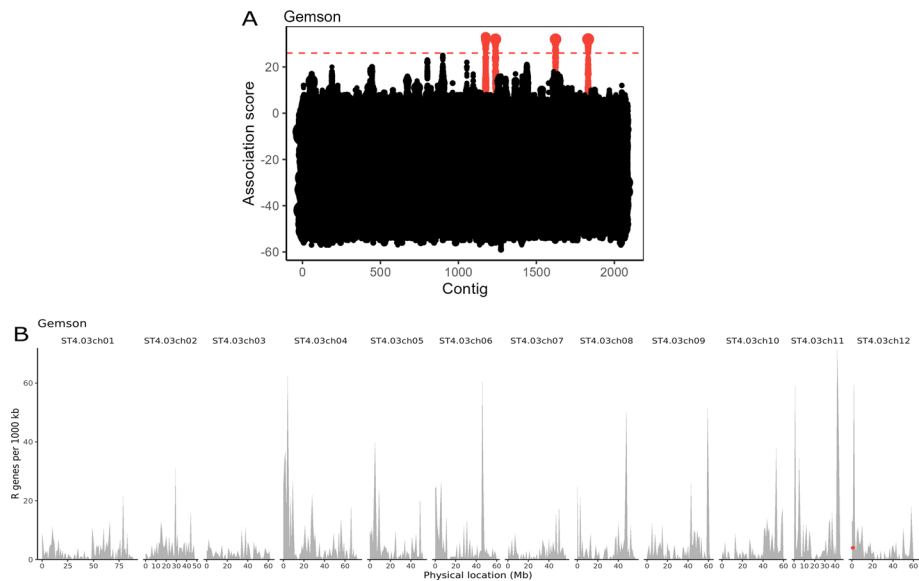 A Gemson
Association score
20
0
-20
-40
-60
0 500 1000 1500 2000
Contig
B Gemson
ST4.03ch01 ST4.03ch02 ST4.03ch03 ST4.03ch04 ST4.03ch05 ST4.03ch06 ST4.03ch07 ST4.03ch08 ST4.03ch09 ST4.03ch10 ST4.03ch11 ST4.03ch12
R genes per 1000 kb
60
40
20
0
0 25 50 75 0 10 20 30 40 50 0 20 40 60 0 20 40 60 0 20 40 0 20 40 60 0 20 40 0 20 40 0 20 40 60 0 20 40 60 0 10 20 30 40 0 20 40 60
Physical location (Mb)